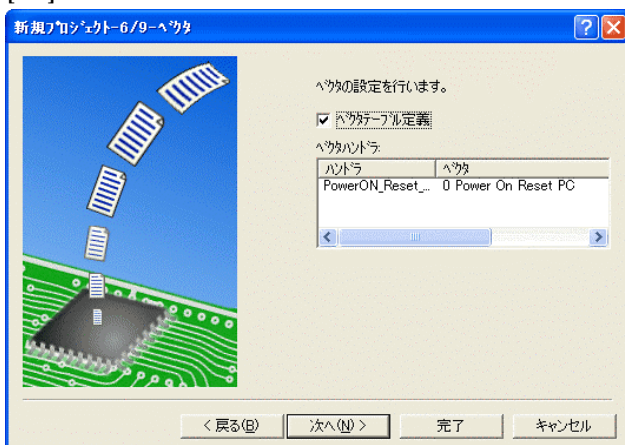 新規プロジェクト-6/9-ベクタ
ベクタの設定を行います。
ベクタテーブル定義
ベクタハンドラ:
ハンドラ ベクタ
PowerON_Reset_... 0 Power On Reset PC
< 戻る(B) 次へ(N) > 完了 キャンセル